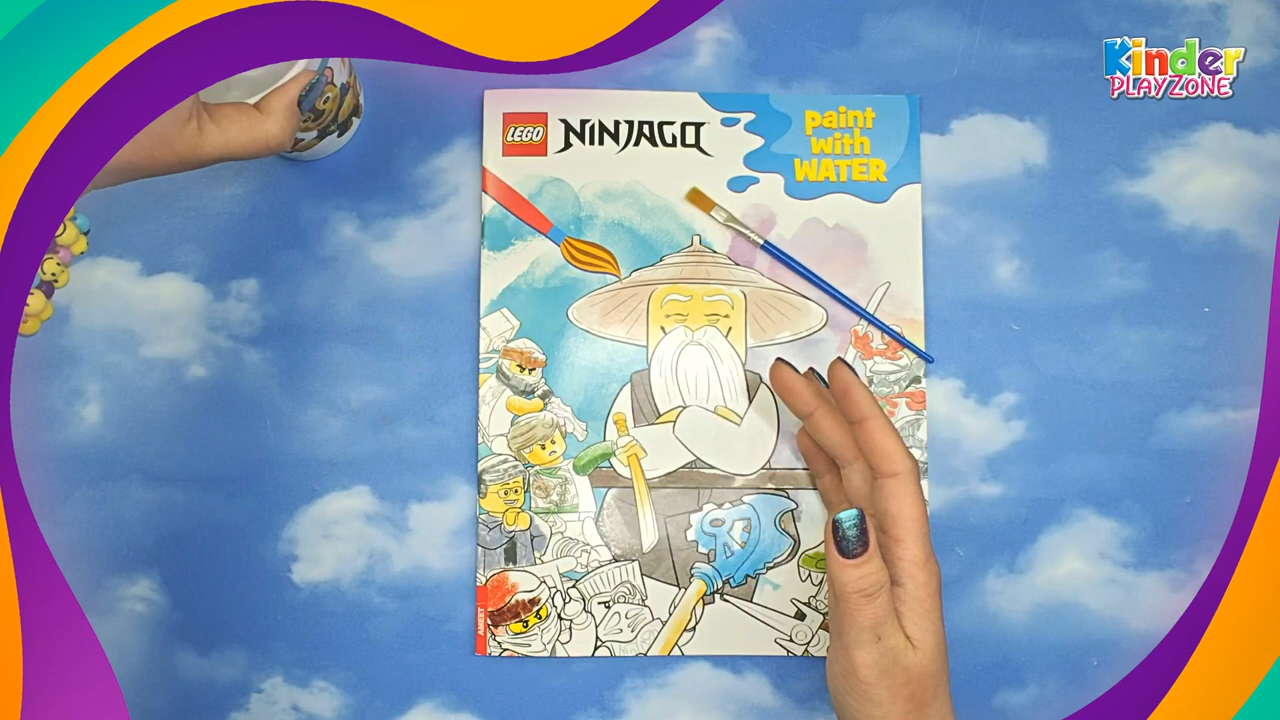 Kinder
PLAYZONE
LEGO NINJAGO
paint
with
WATER
AMEET